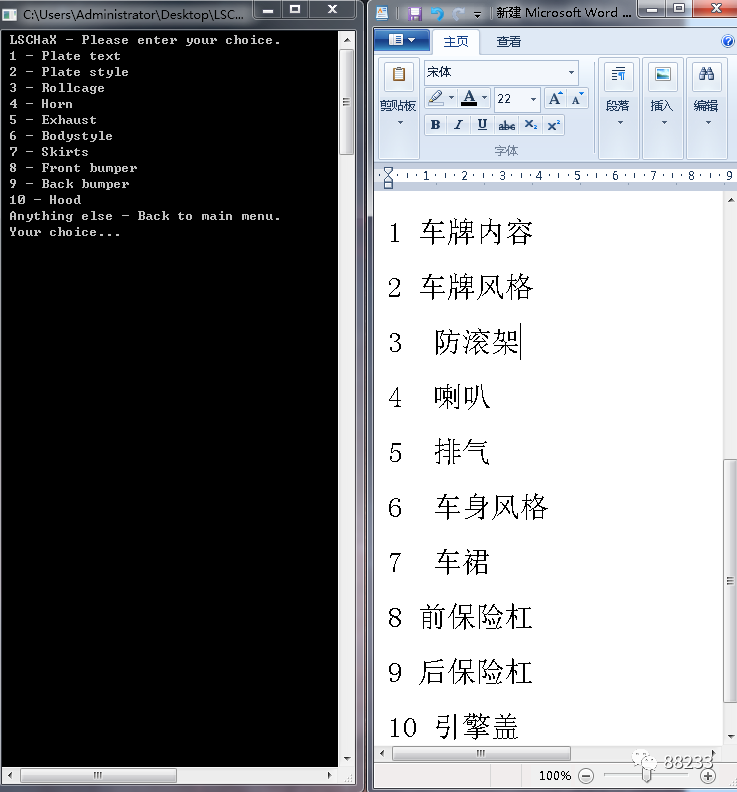 C:\Users\Administrator\Desktop\LSC...
LSCHaX - Please enter your choice.
1 - Plate text
2 - Plate style
3 - Rollcage
4 - Horn
5 - Exhaust
6 - Bodystyle
7 - Skirts
8 - Front bumper
9 - Back bumper
10 - Hood
Anything else - Back to main menu.
Your choice...
新建 Microsoft Word ...
主页 查看
剪贴板
宋体
22
B I U abc X₂ X²
字体
段落
插入
编辑
1 2 3 4 5 6 7 8 9
1 车牌内容
2 车牌风格
3 防滚架
4 喇叭
5 排气
6 车身风格
7 车裙
8 前保险杠
9 后保险杠
10 引擎盖
100%
88233